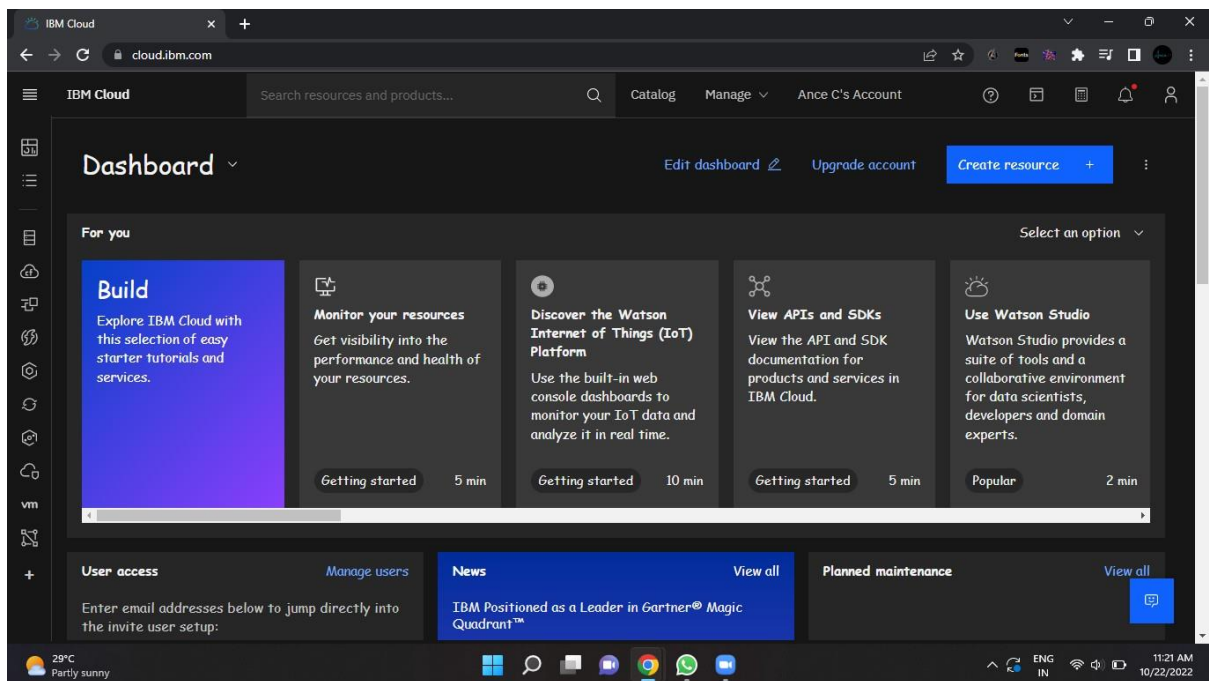 IBM Cloud
cloud.ibm.com
IBM Cloud
Search resources and products...
Catalog
Manage
Ance C's Account
Dashboard
Edit dashboard
Upgrade account
Create resource +
For you
Select an option
Build
Explore IBM Cloud with
this selection of easy
starter tutorials and
services.
Monitor your resources
Get visibility into the
performance and health of
your resources.
Getting started 5 min
Discover the Watson
Internet of Things (IoT)
Platform
Use the built-in web
console dashboards to
monitor your IoT data and
analyze it in real time.
Getting started 10 min
View APIs and SDKs
View the API and SDK
documentation for
products and services in
IBM Cloud.
Getting started 5 min
Use Watson Studio
Watson Studio provides a
suite of tools and a
collaborative environment
for data scientists,
developers and domain
experts.
Popular 2 min
vm
User access Manage users
Enter email addresses below to jump directly into
the invite user setup:
News View all
IBM Positioned as a Leader in Gartner® Magic
Quadrant™
Planned maintenance View all
29°C
Partly sunny
ENG
IN
11:21 AM
10/22/2022